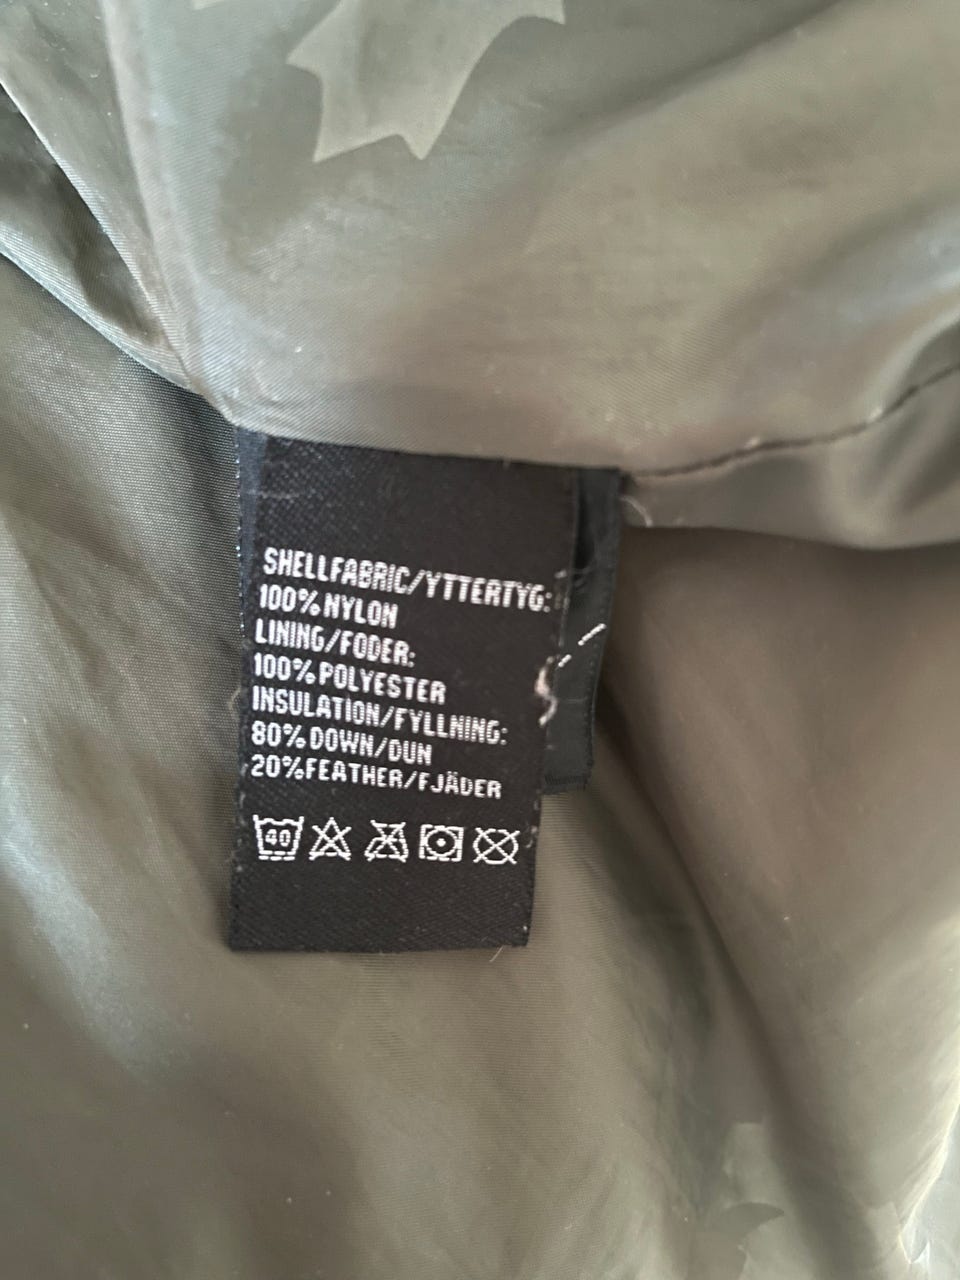 SHELLFABRIC/YTTERTYG:
100% NYLON
LINING/FODER:
100% POLYESTER
INSULATION/FYLLNING:
80% DOWN/DUN
20% FEATHER/FJÄDER
40